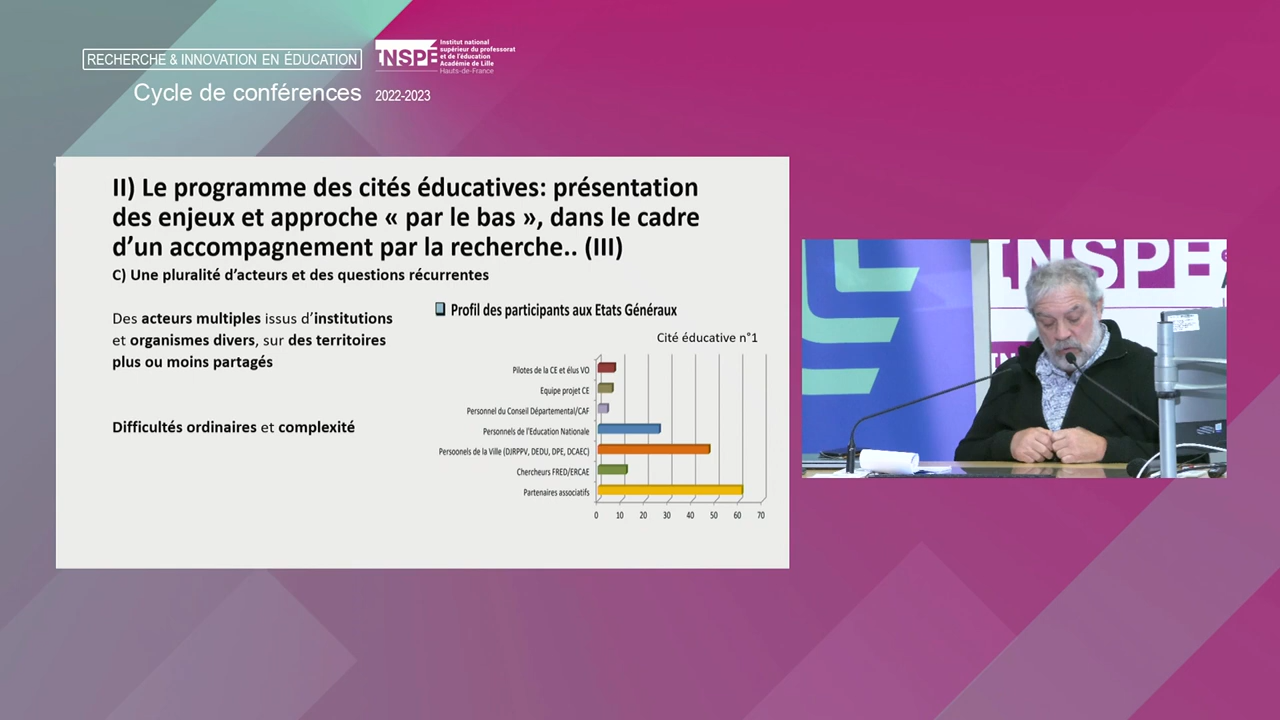 RECHERCHE & INNOVATION EN ÉDUCATION
Cycle de conférences
INSPÉ
Institut national
supérieur du professorat
et de l'éducation
Académie de Lille
Hauts-de-France
2022-2023
II) Le programme des cités éducatives: présentation
des enjeux et approche « par le bas », dans le cadre
d'un accompagnement par la recherche.. (III)
C) Une pluralité d'acteurs et des questions récurrentes
Des acteurs multiples issus d'institutions
et organismes divers, sur des territoires
plus ou moins partagés
Difficultés ordinaires et complexité
Profil des participants aux Etats Généraux
Cité éducative n°1
Pilotes de la CE et élus VO
Equipe projet CE
Personnel du Conseil Départemental/CAF
Personnels de l'Education Nationale
Persoonels de la Ville (DJRPPV, DEDU, DPE, DCAEC)
Chercheurs FRED/ERCAE
Partenaires associatifs
0 10 20 30 40 50 60 70
INSPÉ